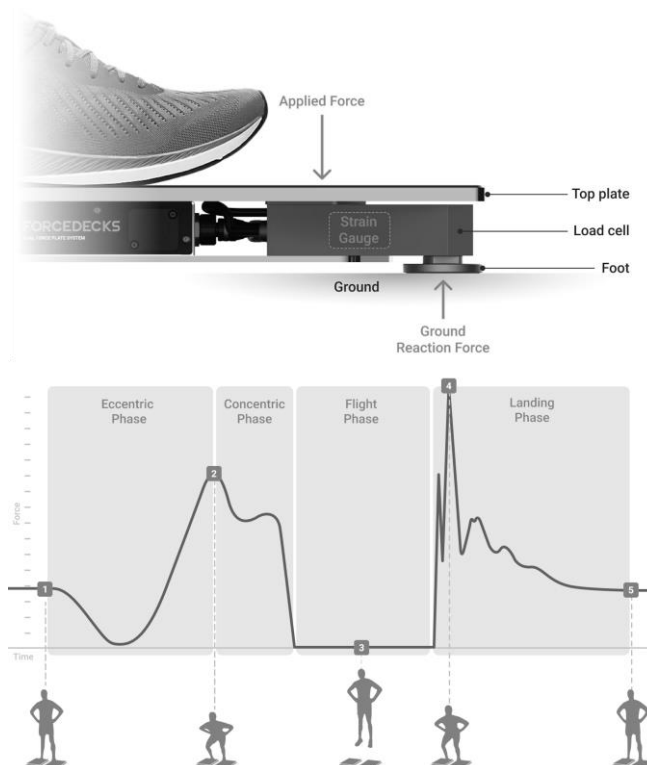 Applied Force
Top plate
FORCEDECKS
Strain
Gauge
Load cell
Foot
Ground
Ground
Reaction Force
Eccentric
Phase
Concentric
Phase
Flight
Phase
Landing
Phase
4
2
Force
1
5
3
Time